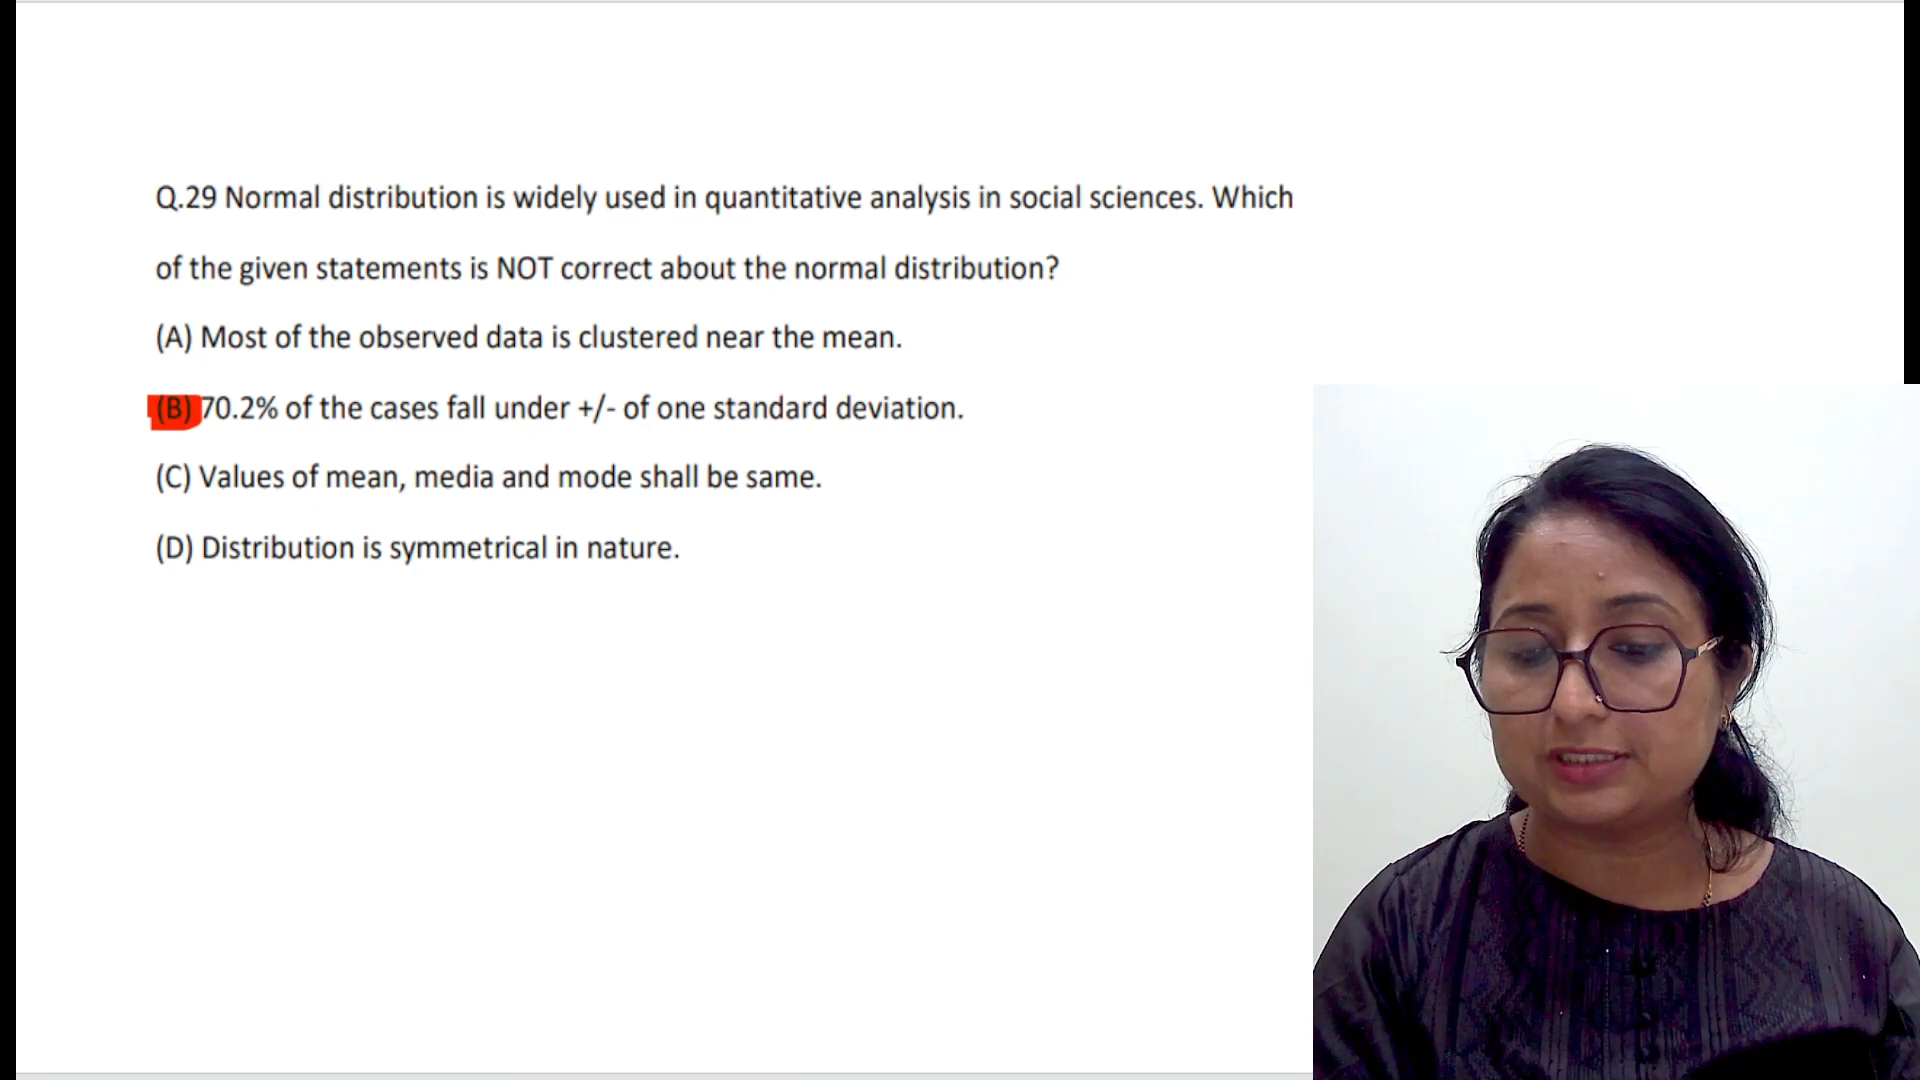 Q.29 Normal distribution is widely used in quantitative analysis in social sciences. Which
of the given statements is NOT correct about the normal distribution?
(A) Most of the observed data is clustered near the mean.
(B) 70.2% of the cases fall under +/- of one standard deviation.
(C) Values of mean, media and mode shall be same.
(D) Distribution is symmetrical in nature.